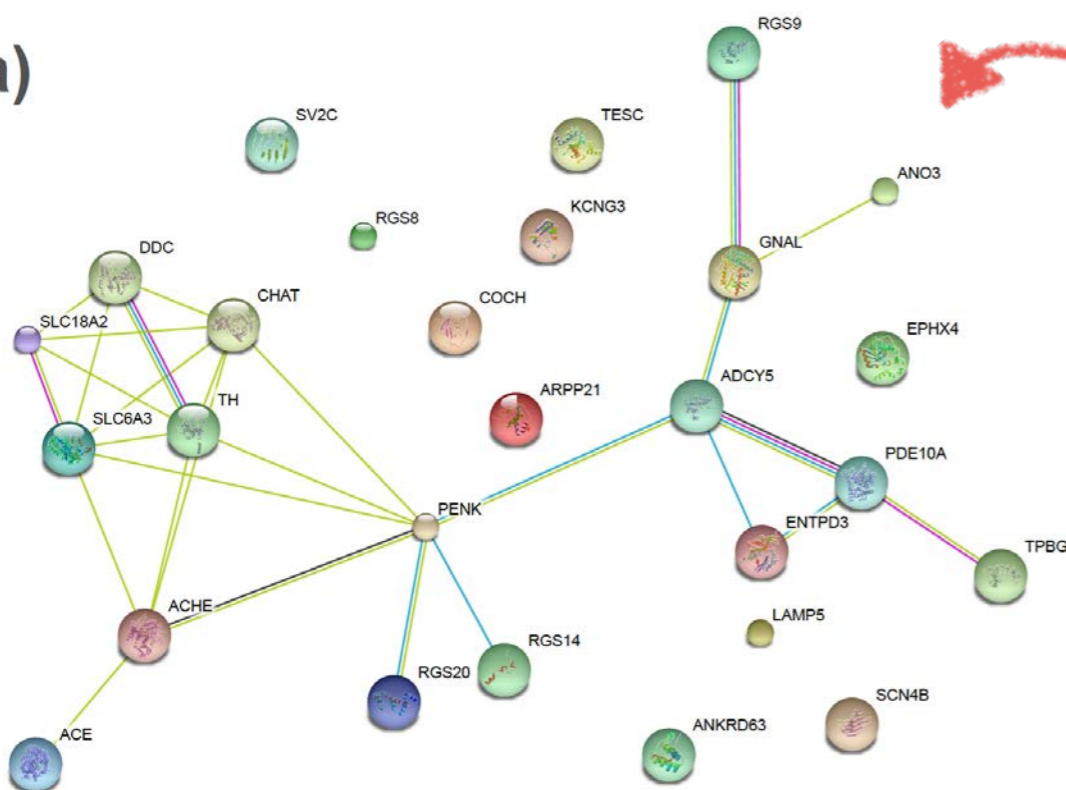 a)
RGS9
SV2C
TESC
ANO3
RGS8
KCNG3
GNAL
DDC
CHAT
COCH
SLC18A2
EPHX4
ADCY5
ARPP21
TH
SLC6A3
PDE10A
PENK
ENTPD3
TPBG
ACHE
LAMP5
RGS14
RGS20
SCN4B
ACE
ANKRD63